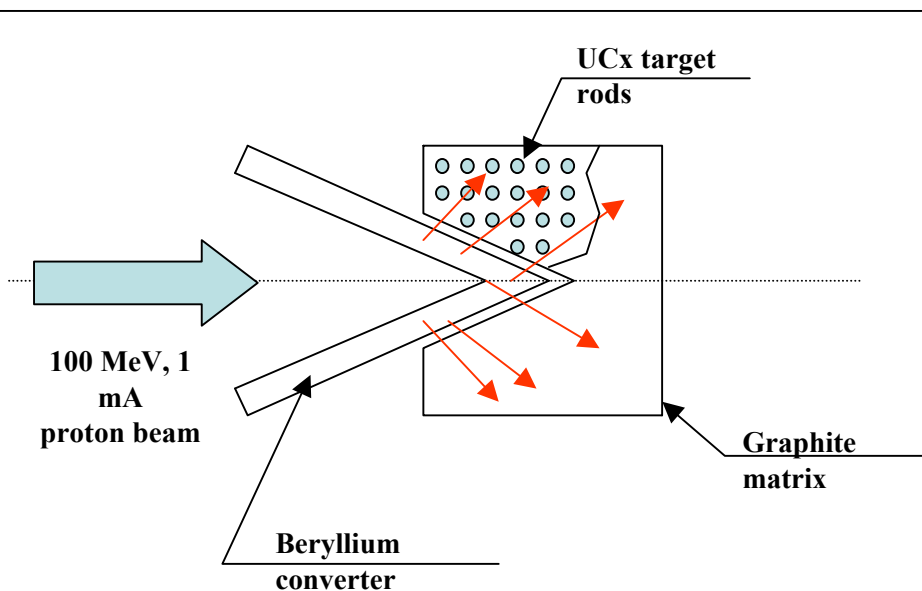 UCx target
rods
100 MeV, 1
mA
proton beam
Graphite
matrix
Beryllium
converter